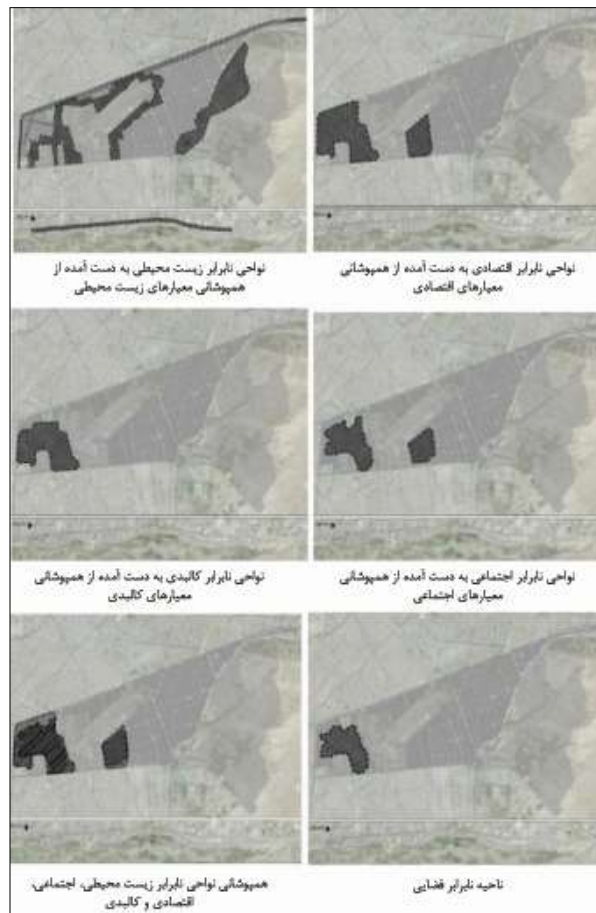 نواحی نابرابر اقتصادی به دست آمده از همپوشانی
معیارهای اقتصادی
نواحی نابرابر زیست محیطی به دست آمده از
همپوشانی معیارهای زیست محیطی
نواحی نابرابر اجتماعی به دست آمده از همپوشانی
معیارهای اجتماعی
نواحی نابرابر کالبدی به دست آمده از همپوشانی
معیارهای کالبدی
ناحیه نابرابر فضایی
همپوشانی نواحی نابرابر زیست محیطی، اجتماعی،
اقتصادی و کالبدی